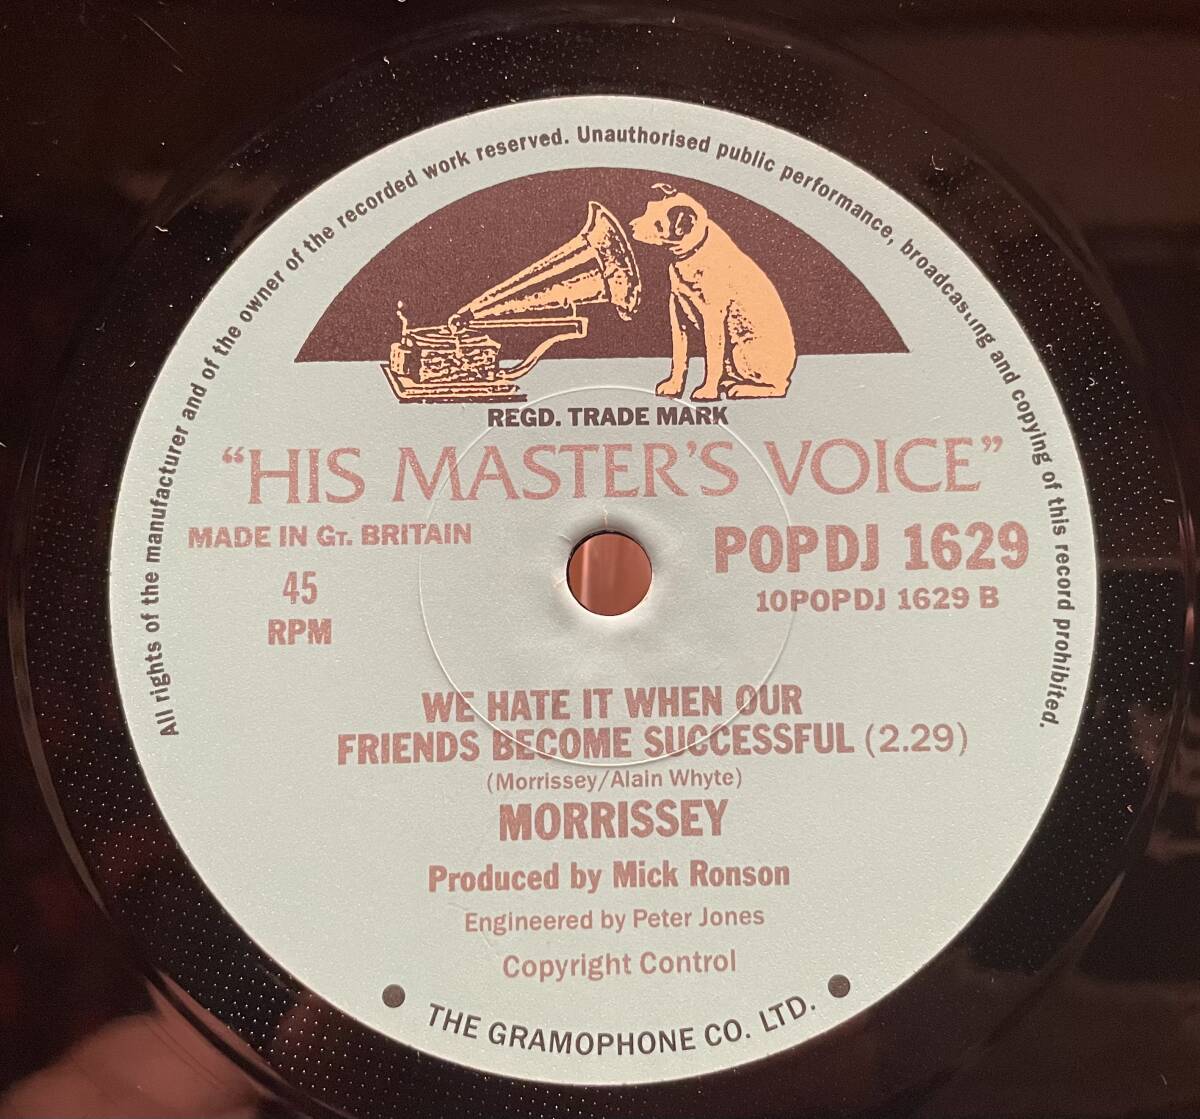 All rights of the manufacturer and of the owner of the recorded work reserved. Unauthorised public performance, broadcasting and copying of this record prohibited.
REGD. TRADE MARK
“HIS MASTER’S VOICE”
MADE IN GT. BRITAIN
POPDJ 1629
45
10POPDJ 1629 B
RPM
WE HATE IT WHEN OUR
FRIENDS BECOME SUCCESSFUL (2.29)
(Morrissey/Alain Whyte)
MORRISSEY
Produced by Mick Ronson
Engineered by Peter Jones
Copyright Control
● THE GRAMOPHONE CO. LTD. ●